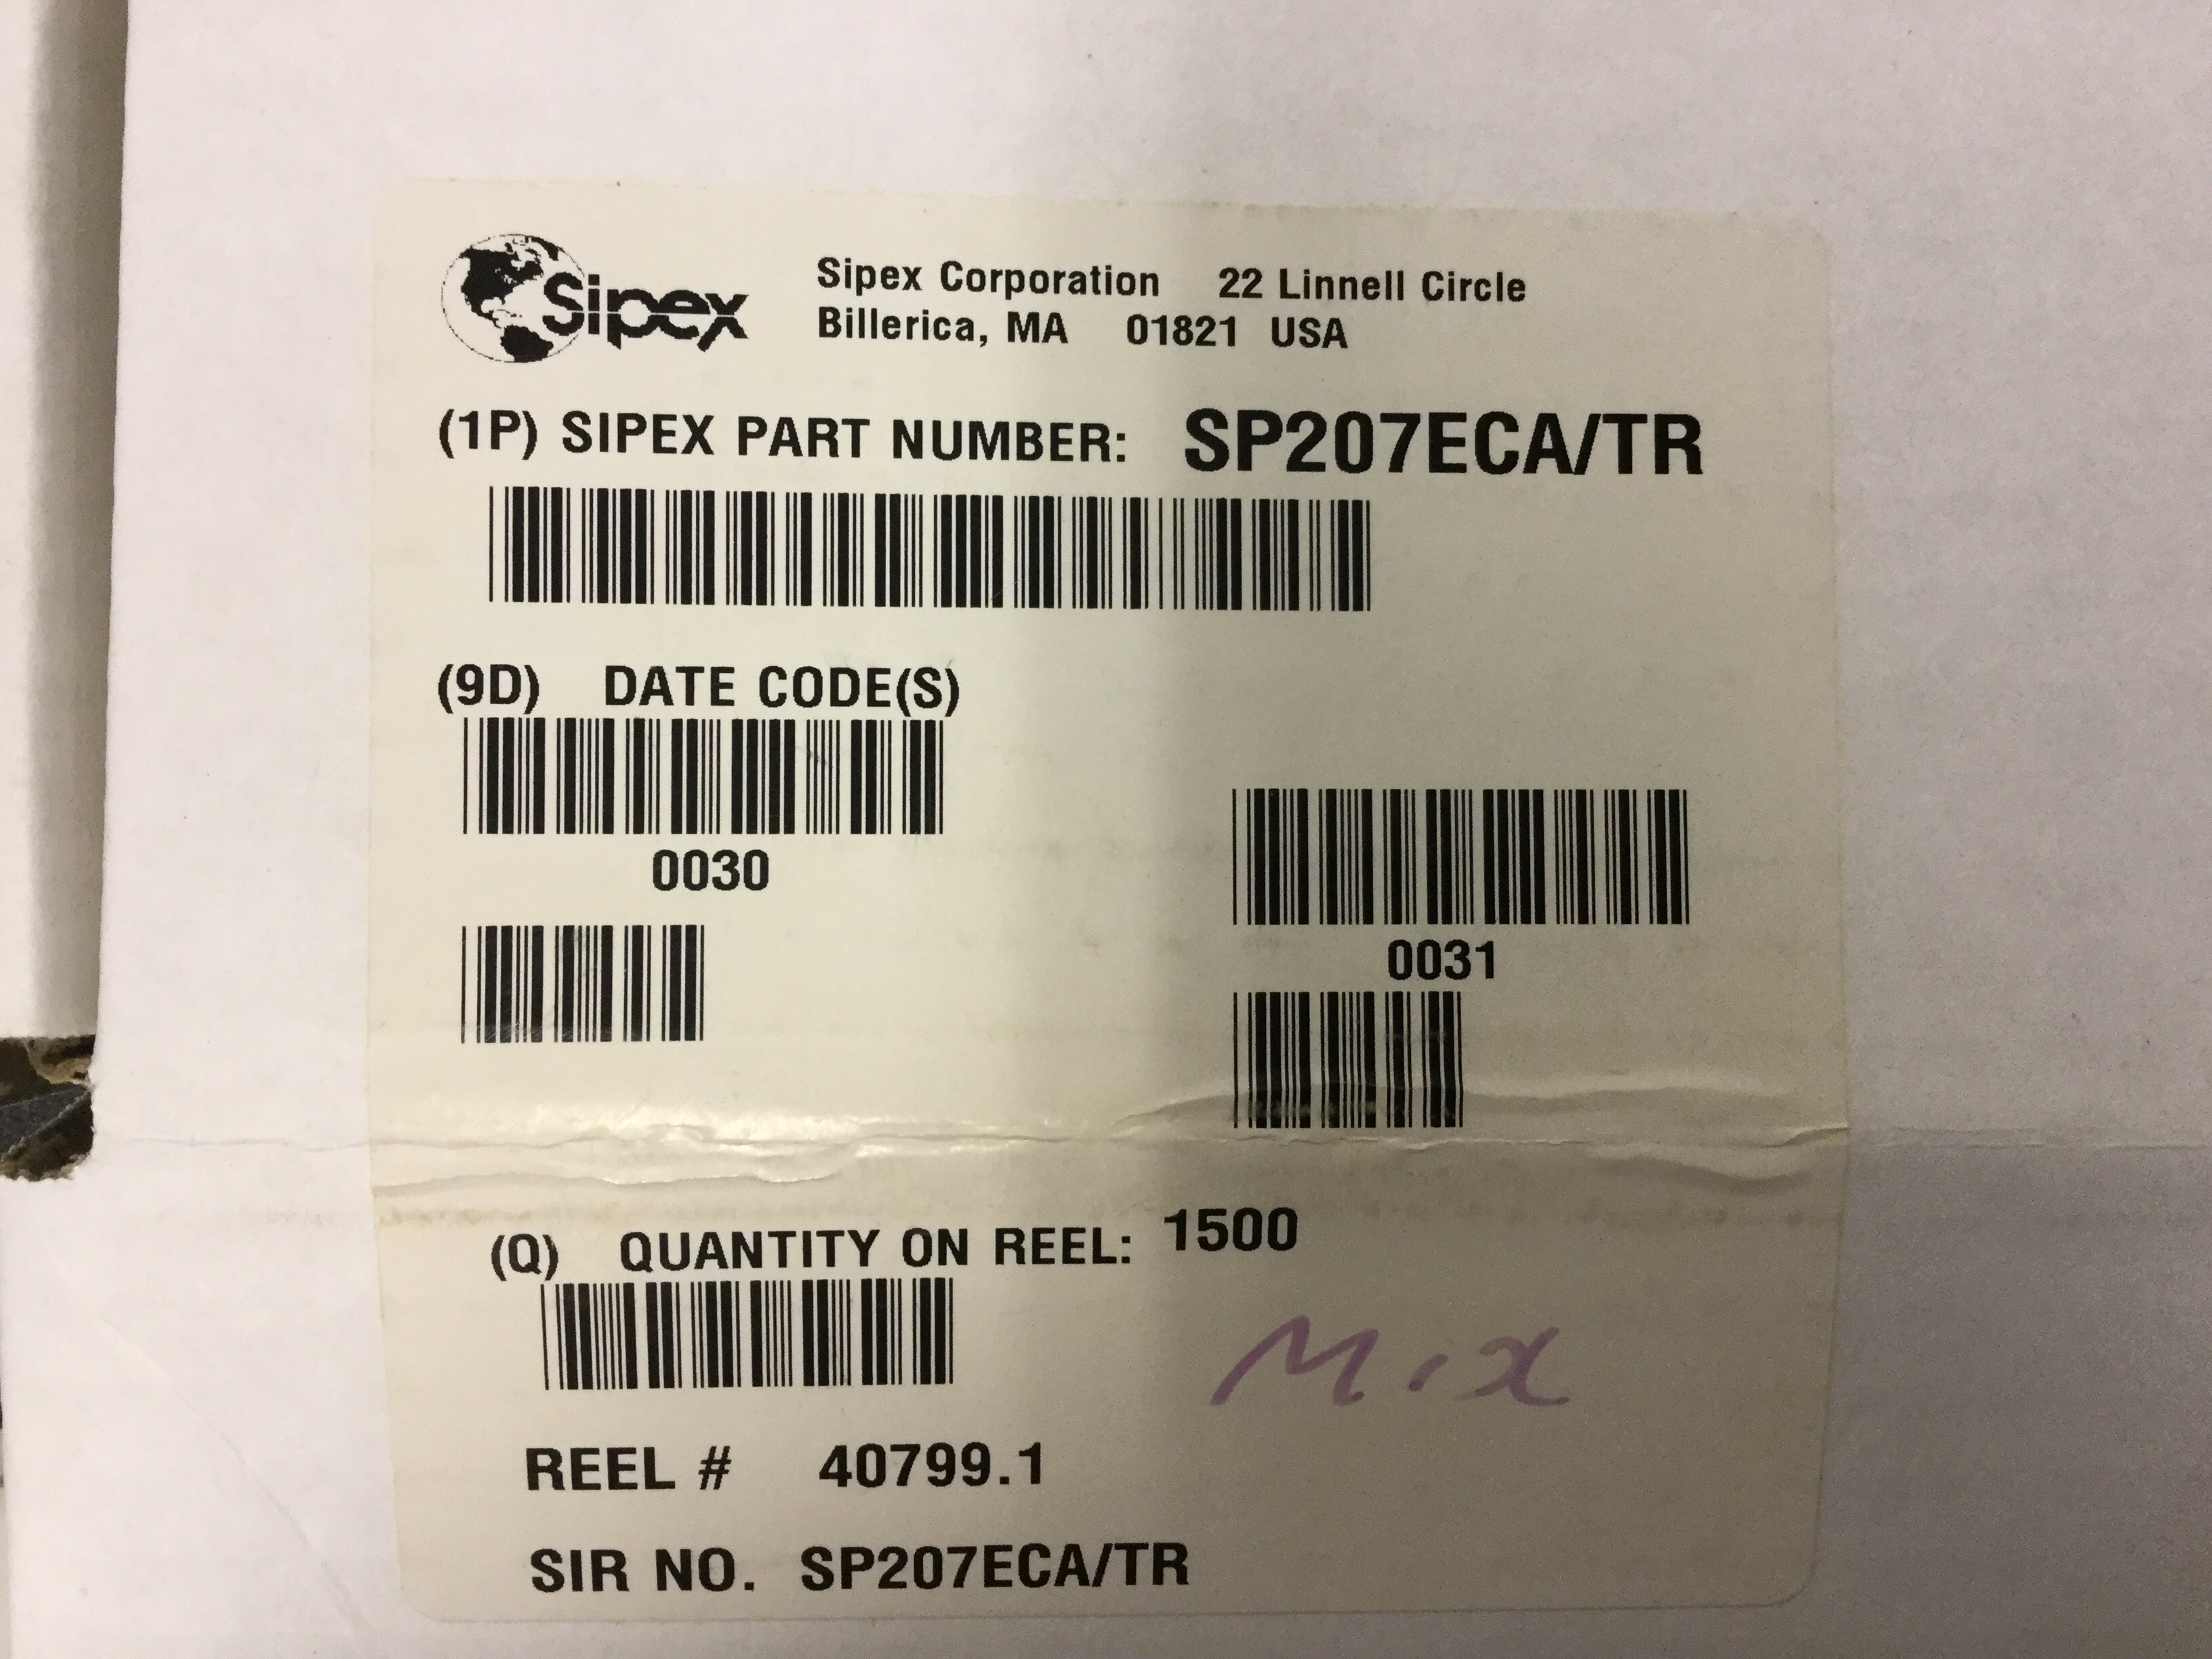 Sipex
Sipex Corporation 22 Linnell Circle
Billerica, MA 01821 USA
(1P) SIPEX PART NUMBER: SP207ECA/TR
(9D) DATE CODE(S)
0030
0031
(Q) QUANTITY ON REEL: 1500
Mix
REEL # 40799.1
SIR NO. SP207ECA/TR